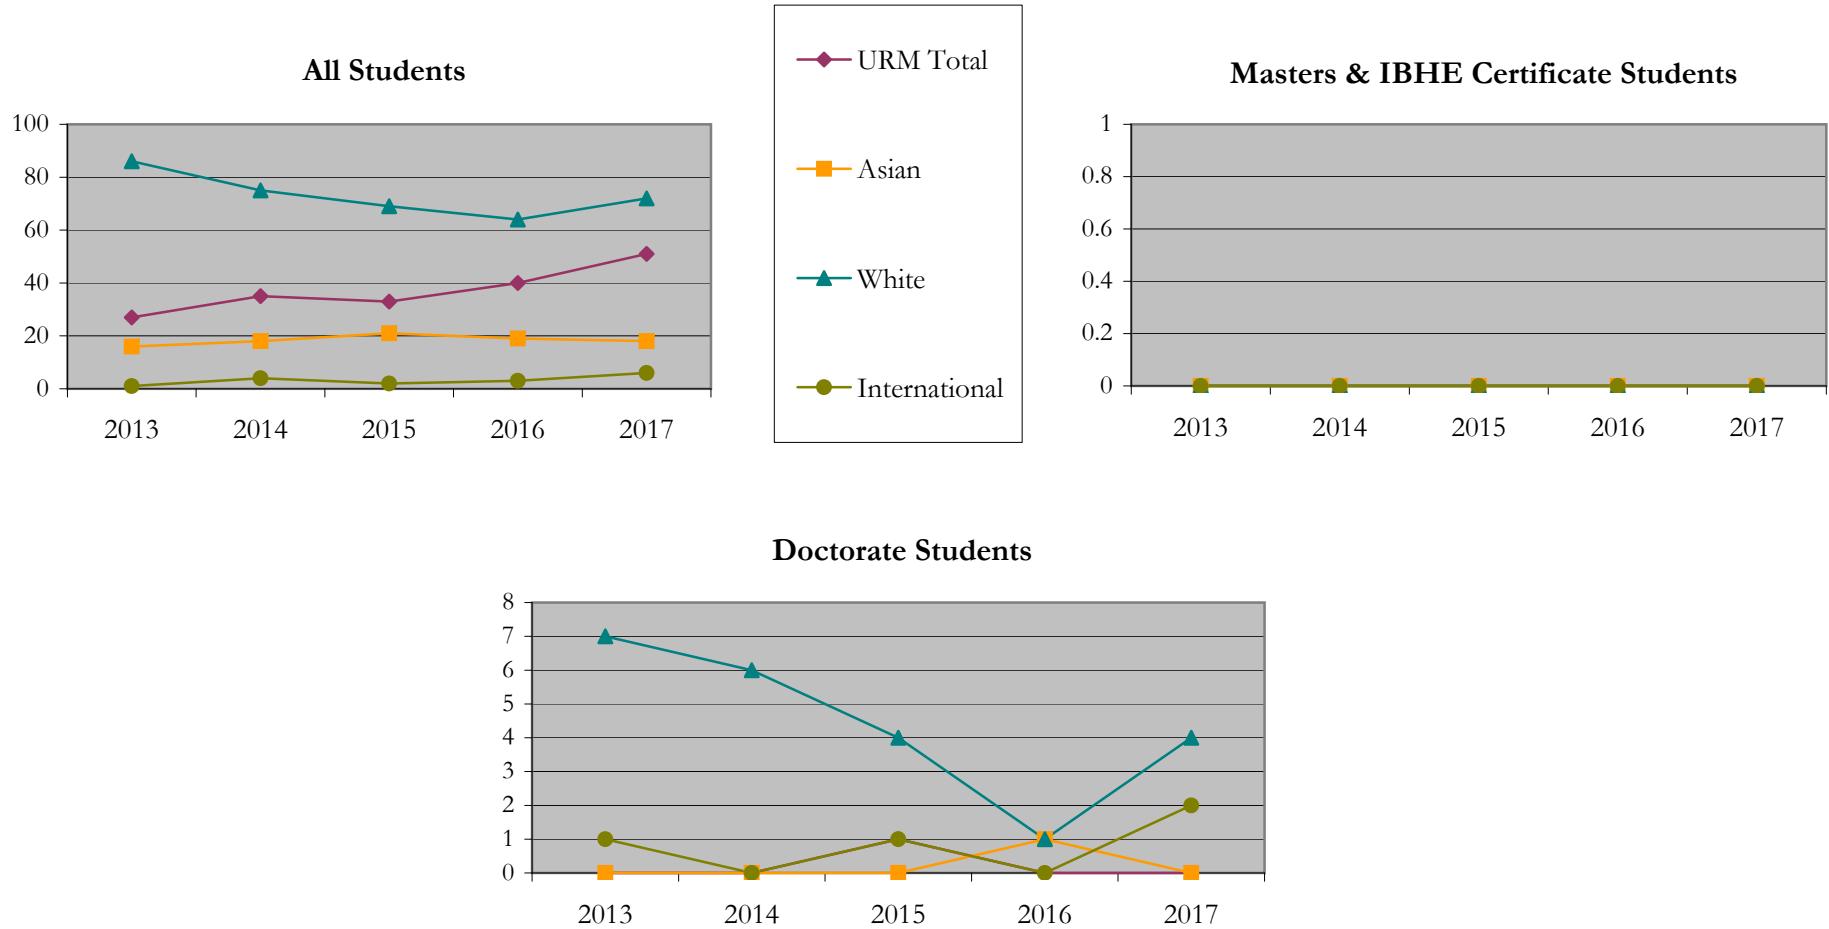 All Students
100
80
60
40
20
0
2013 2014 2015 2016 2017
URM Total
Asian
White
International
Masters & IBHE Certificate Students
1
0.8
0.6
0.4
0.2
0
2013 2014 2015 2016 2017
Doctorate Students
8
7
6
5
4
3
2
1
0
2013 2014 2015 2016 2017